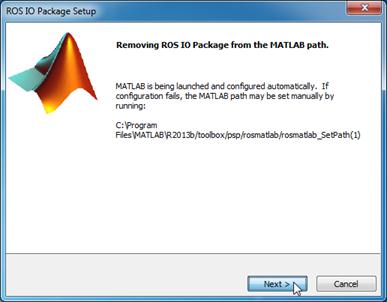 ROS IO Package Setup
Removing ROS IO Package from the MATLAB path.
MATLAB is being launched and configured automatically.  If
configuration fails, the MATLAB path may be set manually by
running:
C:\Program
Files\MATLAB\R2013b/toolbox/psp/rosmatlab/rosmatlab_SetPath(1)
Next >
Cancel